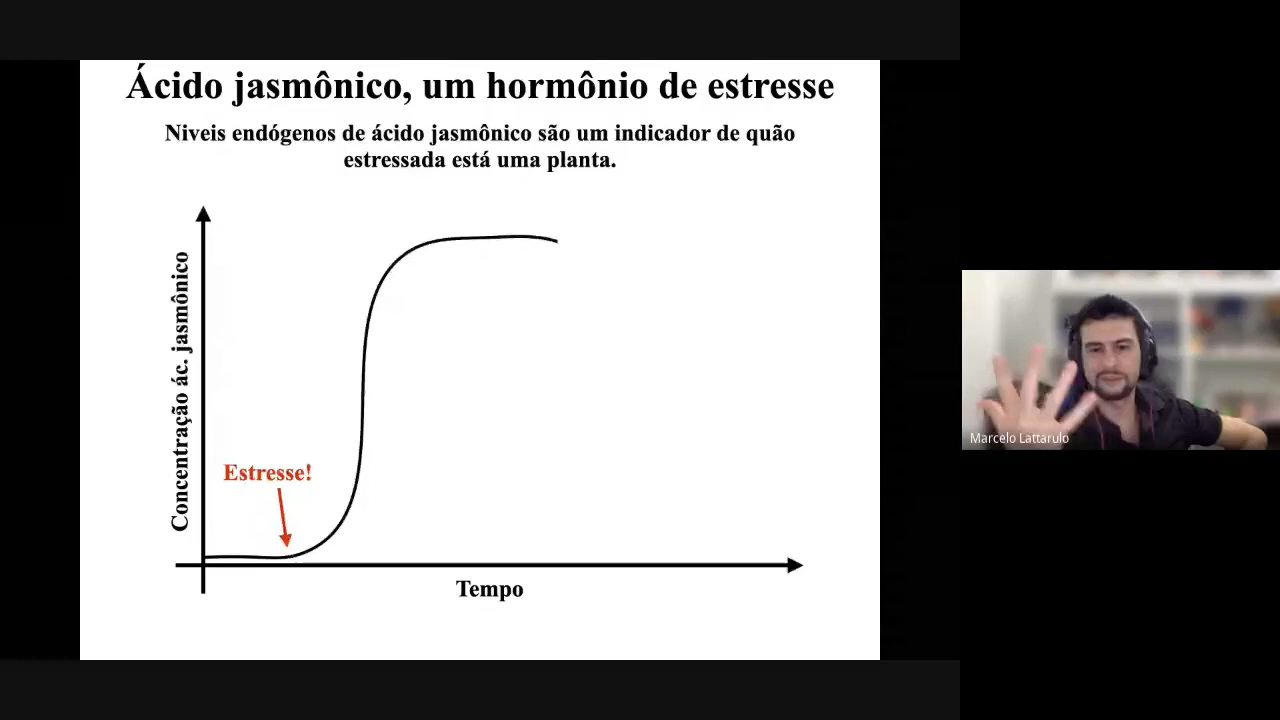 Ácido jasmônico, um hormônio de estresse
Niveis endógenos de ácido jasmônico são um indicador de quão
estressada está uma planta.
Concentração ác. jasmônico
Estresse!
Tempo
Marcelo Lattarulo